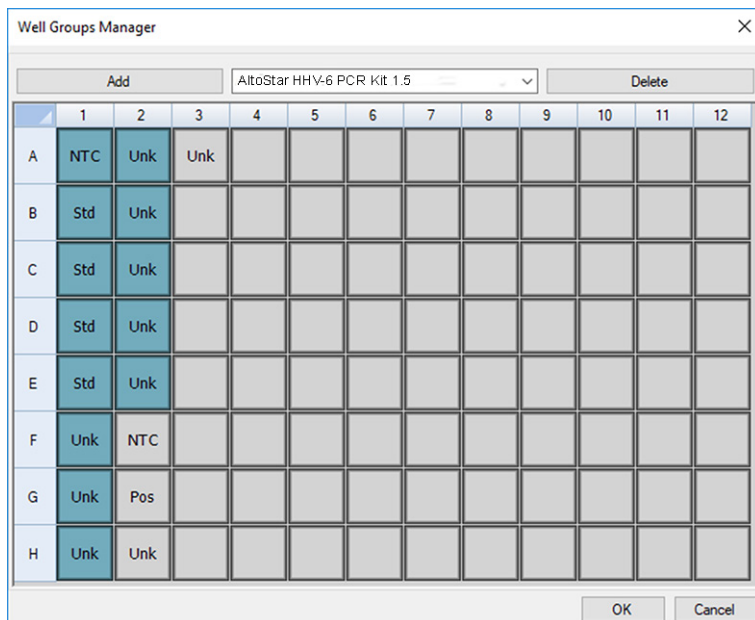 Well Groups Manager
Add AltoStar HHV-6 PCR Kit 1.5 Delete
1 2 3 4 5 6 7 8 9 10 11 12
A NTC Unk Unk
B Std Unk
C Std Unk
D Std Unk
E Std Unk
F Unk NTC
G Unk Pos
H Unk Unk
OK Cancel